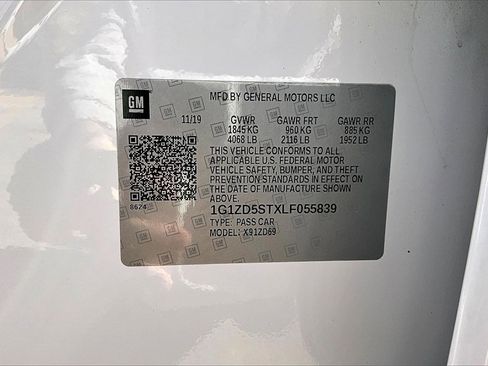 GM
MFD BY GENERAL MOTORS LLC
11/19 GVWR GAWR FRT GAWR RR
1845 KG 960 KG 885 KG
4068 LB 2116 LB 1952 LB
THIS VEHICLE CONFORMS TO ALL
APPLICABLE U.S. FEDERAL MOTOR
VEHICLE SAFETY, BUMPER, AND THEFT
PREVENTION STANDARDS IN EFFECT ON
THE DATE OF MANUFACTURE SHOWN
ABOVE.
8624 1G1ZD5STXLF055839
TYPE: PASS CAR
MODEL: X91ZD69